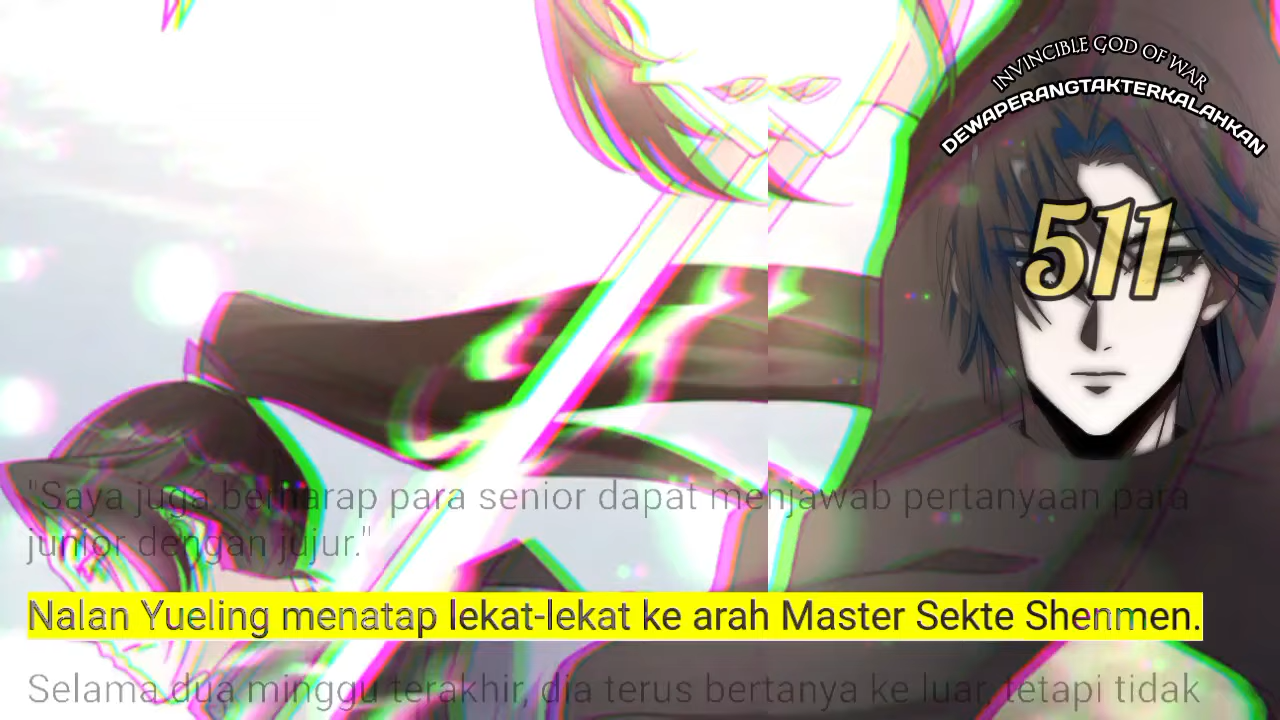 INVINCIBLE GOD OF WAR
DEWAPERANGTAKTERKALAHKAN
511
"Saya juga berharap para senior dapat menjawab pertanyaan para
junior dengan jujur."
Nalan Yueling menatap lekat-lekat ke arah Master Sekte Shenmen.
Selama dua minggu terakhir, dia terus bertanya ke luar, tetapi tidak